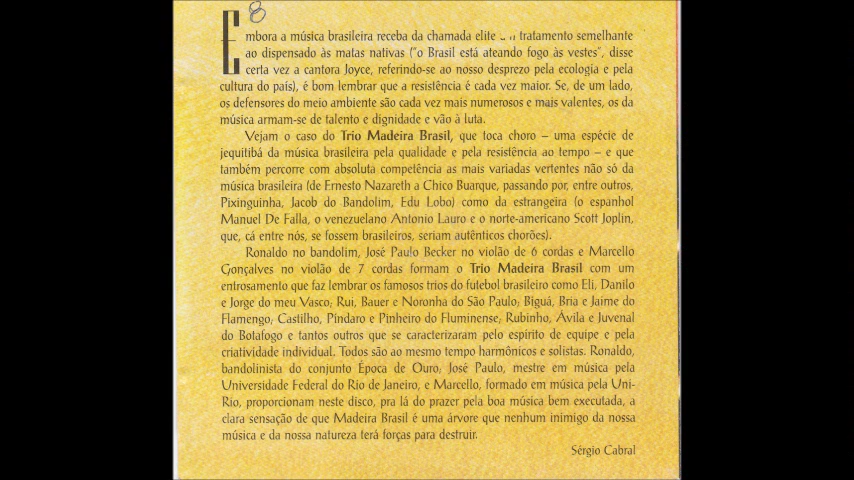 8
Embora a música brasileira receba da chamada elite um tratamento semelhante
ao dispensado às matas nativas (“o Brasil está ateando fogo às vestes”, disse
certa vez a cantora Joyce, referindo-se ao nosso desprezo pela ecologia e pela
cultura do país), é bom lembrar que a resistência é cada vez maior. Se, de um lado,
os defensores do meio ambiente são cada vez mais numerosos e mais valentes, os da
música armam-se de talento e dignidade e vão à luta.
Vejam o caso do Trio Madeira Brasil, que toca choro – uma espécie de
jequitibá da música brasileira pela qualidade e pela resistência ao tempo – e que
também percorre com absoluta competência as mais variadas vertentes não só da
música brasileira (de Ernesto Nazareth a Chico Buarque, passando por, entre outros,
Pixinguinha, Jacob do Bandolim, Edu Lobo) como da estrangeira (o espanhol
Manuel De Falla, o venezuelano Antonio Lauro e o norte-americano Scott Joplin,
que, cá entre nós, se fossem brasileiros, seriam autênticos chorões).
Ronaldo no bandolim, José Paulo Becker no violão de 6 cordas e Marcello
Gonçalves no violão de 7 cordas formam o Trio Madeira Brasil com um
entrosamento que faz lembrar os famosos trios do futebol brasileiro como Eli, Danilo
e Jorge do meu Vasco; Rui, Bauer e Noronha do São Paulo; Biguá, Bria e Jaime do
Flamengo; Castilho, Píndaro e Pinheiro do Fluminense; Rubinho, Ávila e Juvenal
do Botafogo e tantos outros que se caracterizaram pelo espírito de equipe e pela
criatividade individual. Todos são ao mesmo tempo harmônicos e solistas. Ronaldo,
bandolinista do conjunto Época de Ouro; José Paulo, mestre em música pela
Universidade Federal do Rio de Janeiro, e Marcello, formado em música pela Uni-
Rio, proporcionam neste disco, pra lá do prazer pela boa música bem executada, a
clara sensação de que Madeira Brasil é uma árvore que nenhum inimigo da nossa
música e da nossa natureza terá forças para destruir.
Sérgio Cabral